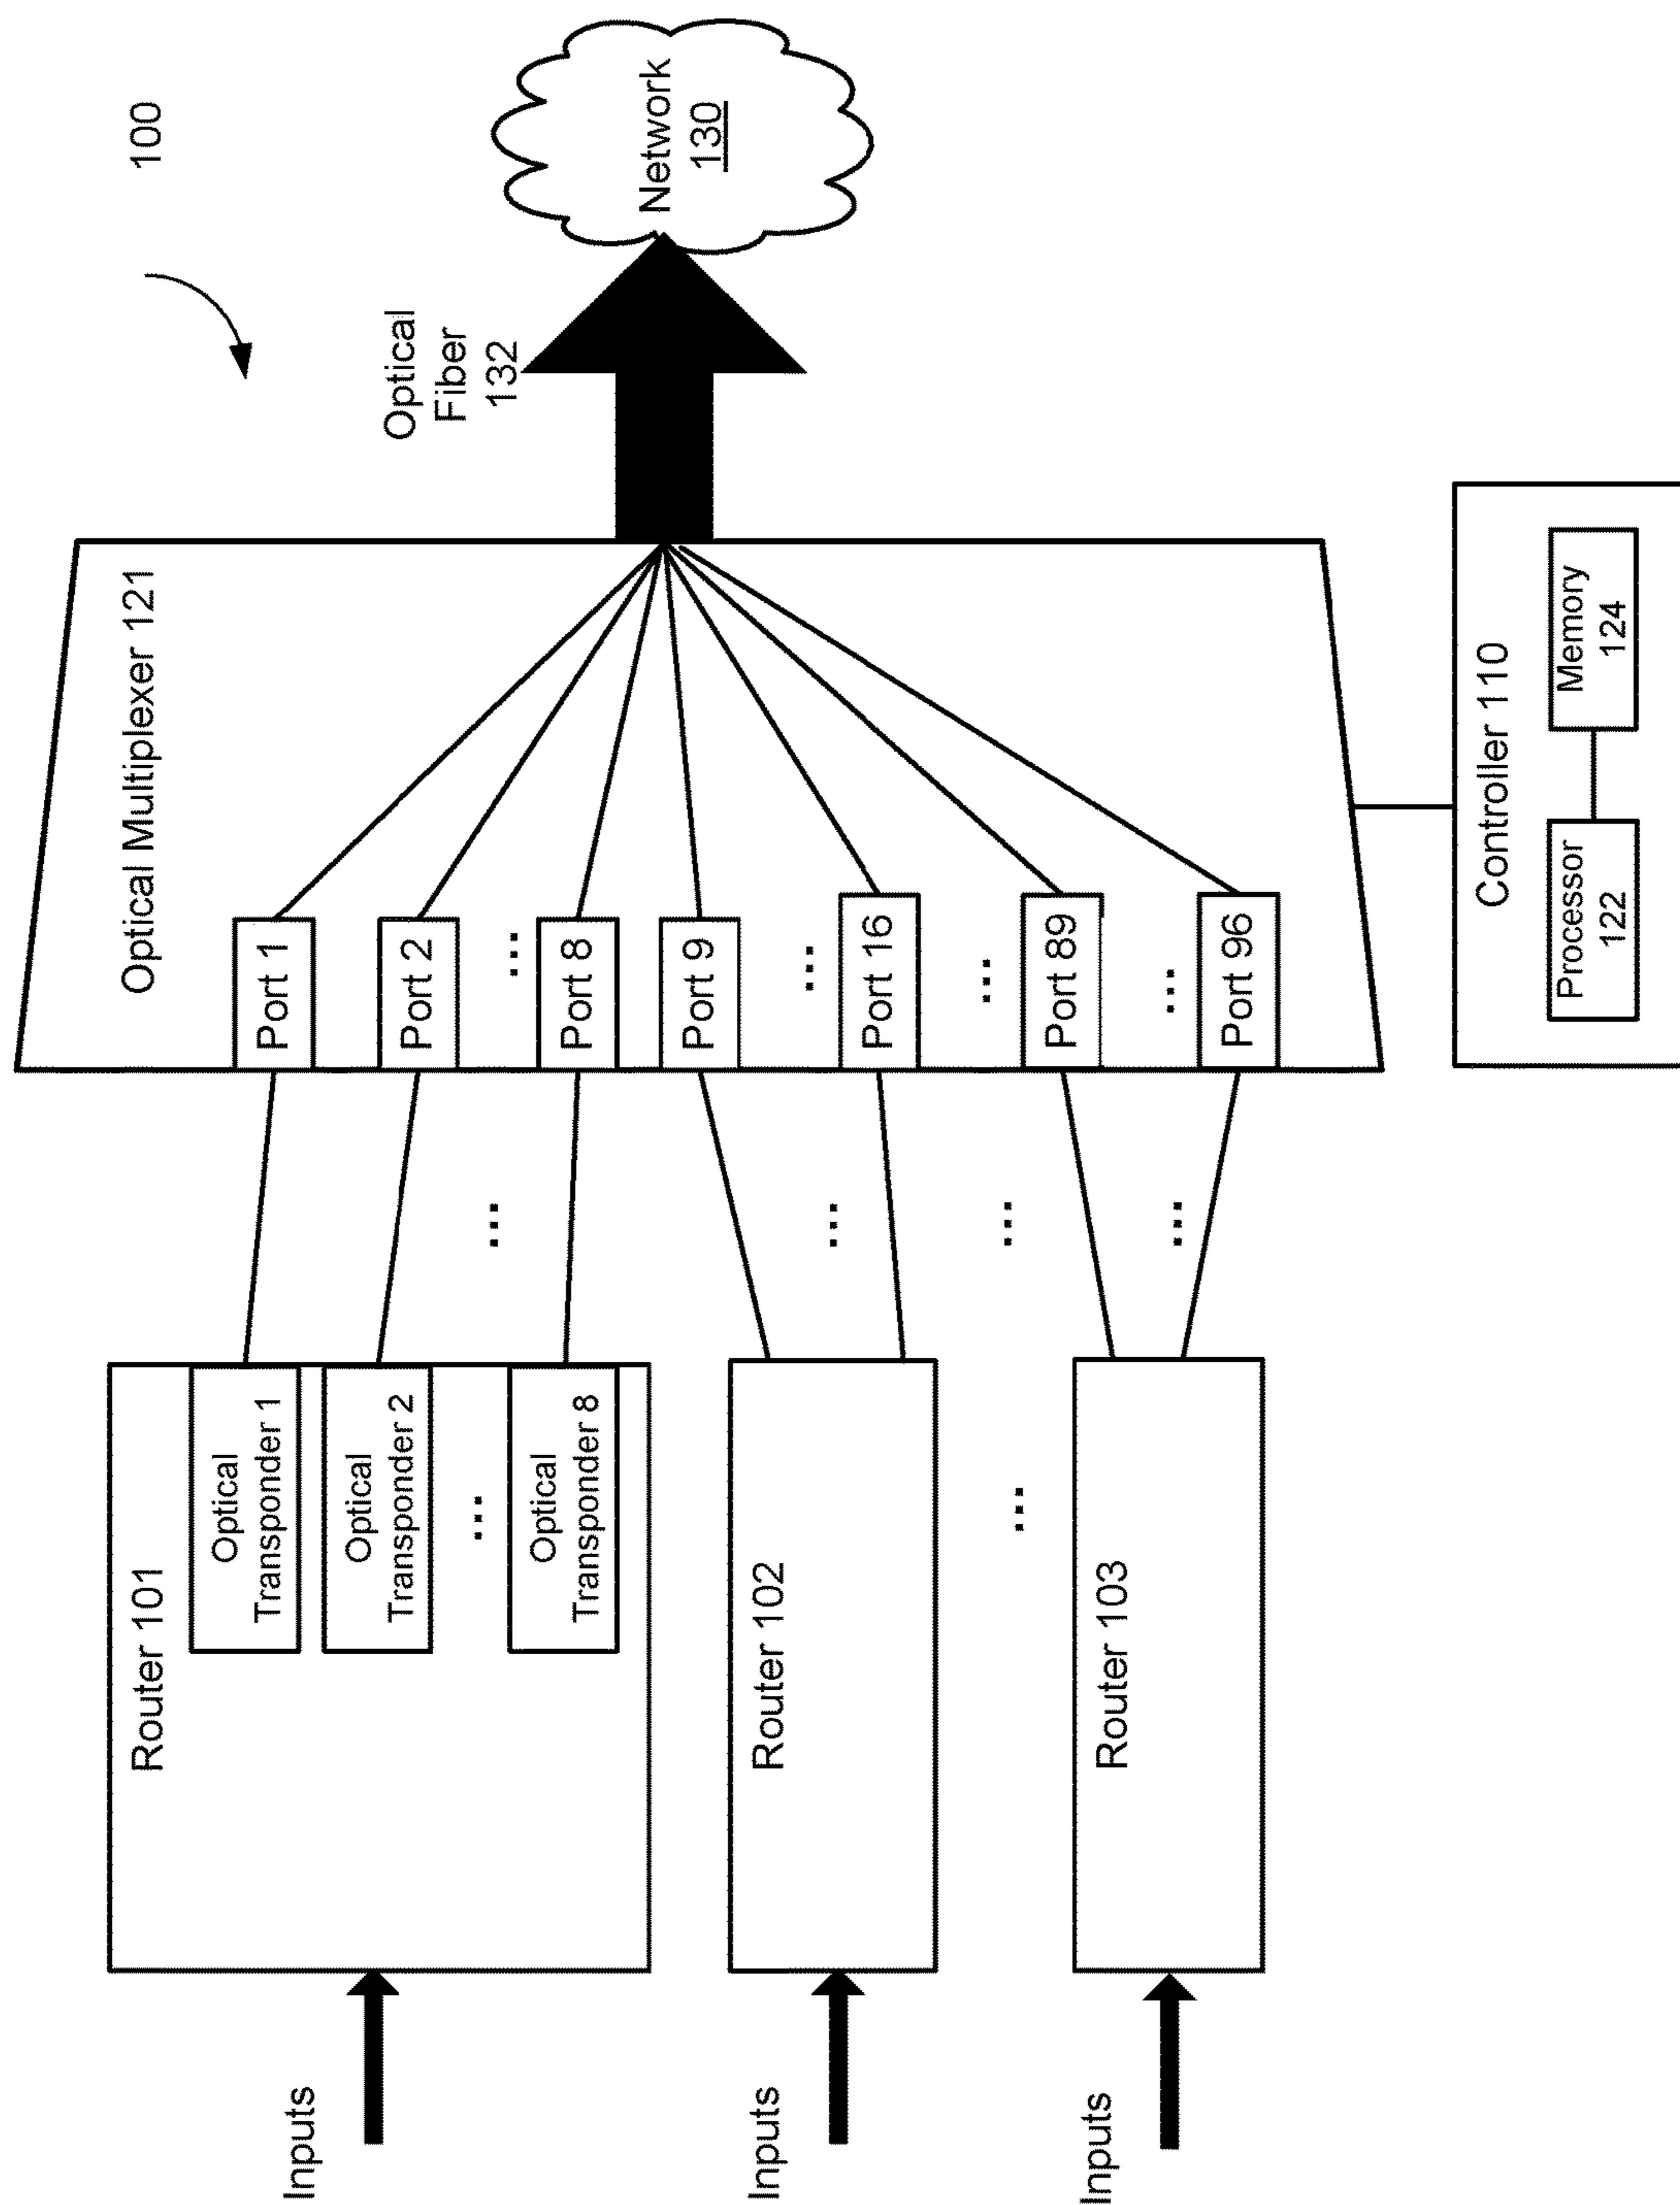 100
Router 101
Optical
Transponder 1
Optical
Transponder 2
...
Optical
Transponder 8
Inputs
Router 102
Inputs
...
Router 103
Inputs
...
...
...
...
Optical Multiplexer 121
Port 1
Port 2
...
Port 8
Port 9
...
Port 16
...
Port 89
...
Port 96
Optical
Fiber
132
Network
130
Controller 110
Processor
122
Memory
124